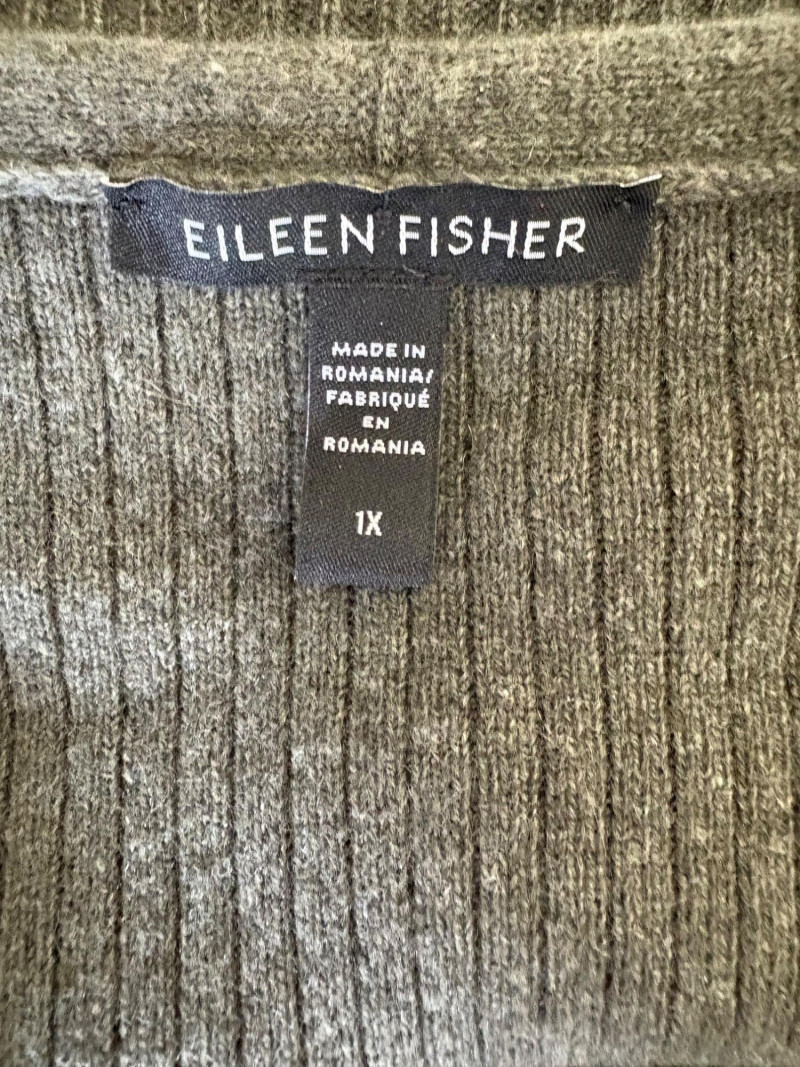 EILEEN FISHER
MADE IN
ROMANIA/
FABRIQUÉ
EN
ROMANIA
1X